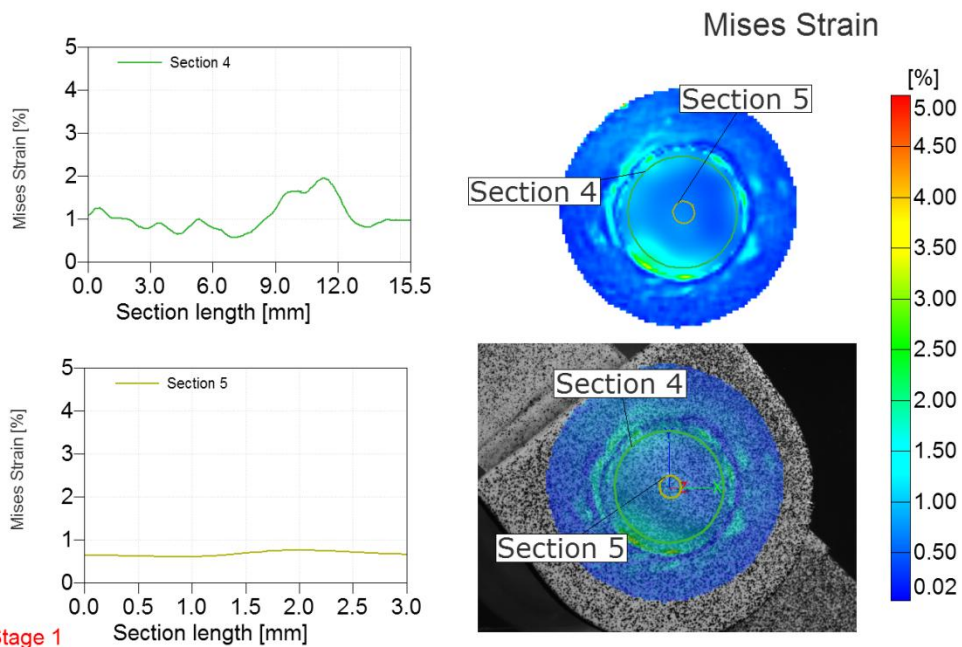 Mises Strain
5
4
3
2
1
0
Mises Strain [%]
Section 4
0.0 3.0 6.0 9.0 12.0 15.5
Section length [mm]
5
4
3
2
1
0
Mises Strain [%]
Section 5
0.0 0.5 1.0 1.5 2.0 2.5 3.0
Section length [mm]
Stage 1
Section 5
Section 4
Section 4
Section 5
[%]
5.00
4.50
4.00
3.50
3.00
2.50
2.00
1.50
1.00
0.50
0.02